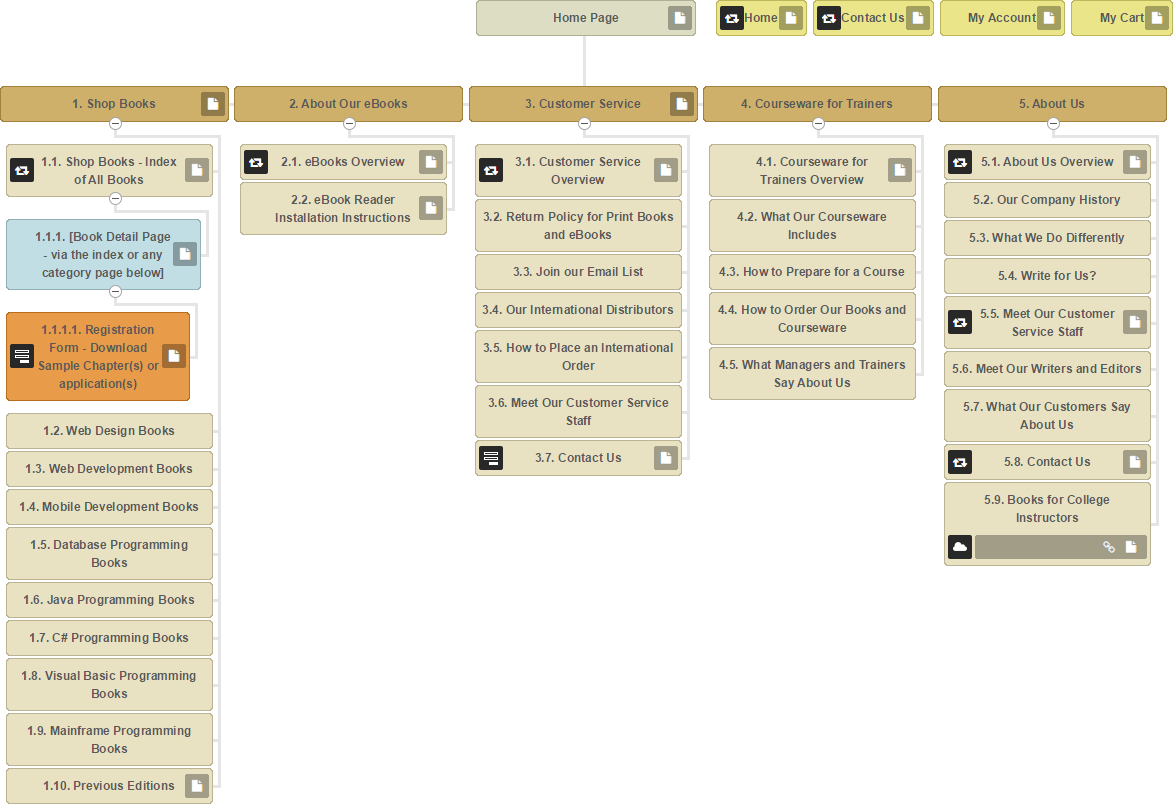 Home Page
Home
Contact Us
My Account
My Cart
1. Shop Books
2. About Our eBooks
3. Customer Service
4. Courseware for Trainers
5. About Us
1.1. Shop Books - Index
of All Books
1.1.1. [Book Detail Page
- via the index or any
category page below]
1.1.1.1. Registration
Form - Download
Sample Chapter(s) or
application(s)
1.2. Web Design Books
1.3. Web Development Books
1.4. Mobile Development Books
1.5. Database Programming
Books
1.6. Java Programming Books
1.7. C# Programming Books
1.8. Visual Basic Programming
Books
1.9. Mainframe Programming
Books
1.10. Previous Editions
2.1. eBooks Overview
2.2. eBook Reader
Installation Instructions
3.1. Customer Service
Overview
3.2. Return Policy for Print Books
and eBooks
3.3. Join our Email List
3.4. Our International Distributors
3.5. How to Place an International
Order
3.6. Meet Our Customer Service
Staff
3.7. Contact Us
4.1. Courseware for
Trainers Overview
4.2. What Our Courseware
Includes
4.3. How to Prepare for a Course
4.4. How to Order Our Books and
Courseware
4.5. What Managers and Trainers
Say About Us
5.1. About Us Overview
5.2. Our Company History
5.3. What We Do Differently
5.4. Write for Us?
5.5. Meet Our Customer
Service Staff
5.6. Meet Our Writers and Editors
5.7. What Our Customers Say
About Us
5.8. Contact Us
5.9. Books for College
Instructors